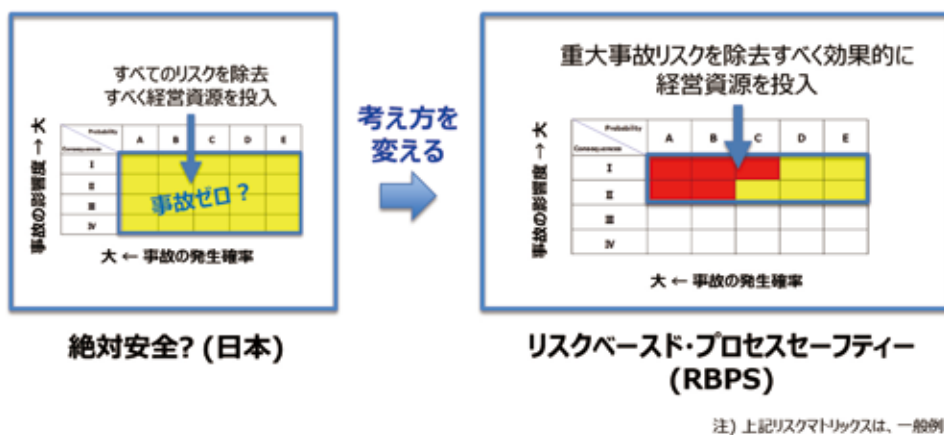 すべてのリスクを除去
すべく経営資源を投入
事故の影響度 → 大
Probability
Consequences
A
B
C
D
E
I
II
III
IV
事故ゼロ？
大 ← 事故の発生確率
絶対安全? (日本)
考え方を
変える
重大事故リスクを除去すべく効果的に
経営資源を投入
事故の影響度 → 大
Probability
Consequences
A
B
C
D
E
I
II
III
IV
大 ← 事故の発生確率
リスクベースド・プロセスセーフティー
(RBPS)
注) 上記リスクマトリックスは、一般例